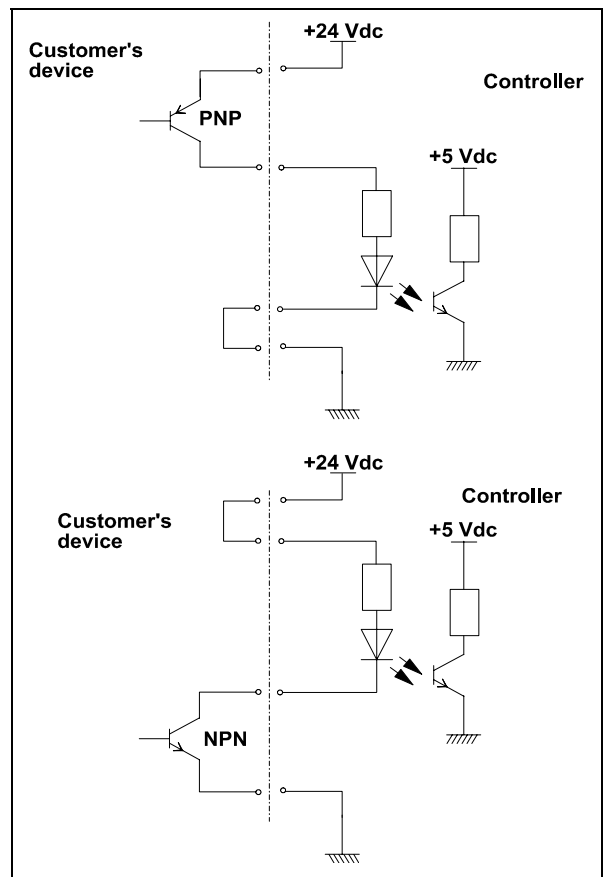 +24 Vdc
Customer's
device
Controller
PNP
+5 Vdc
+24 Vdc
Controller
Customer's
device
+5 Vdc
NPN